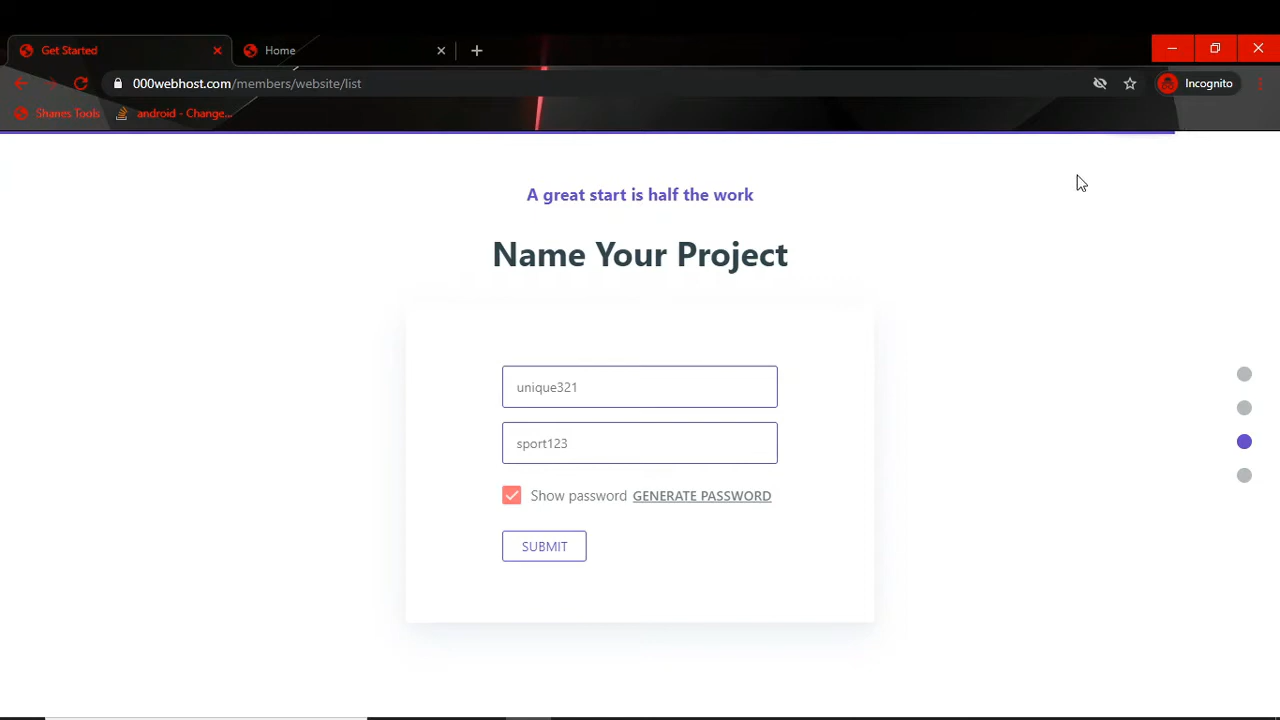 Get Started
Home
000webhost.com/members/website/list
Incognito
Shanes Tools
android - Change...
A great start is half the work
Name Your Project
unique321
sport123
Show password GENERATE PASSWORD
SUBMIT